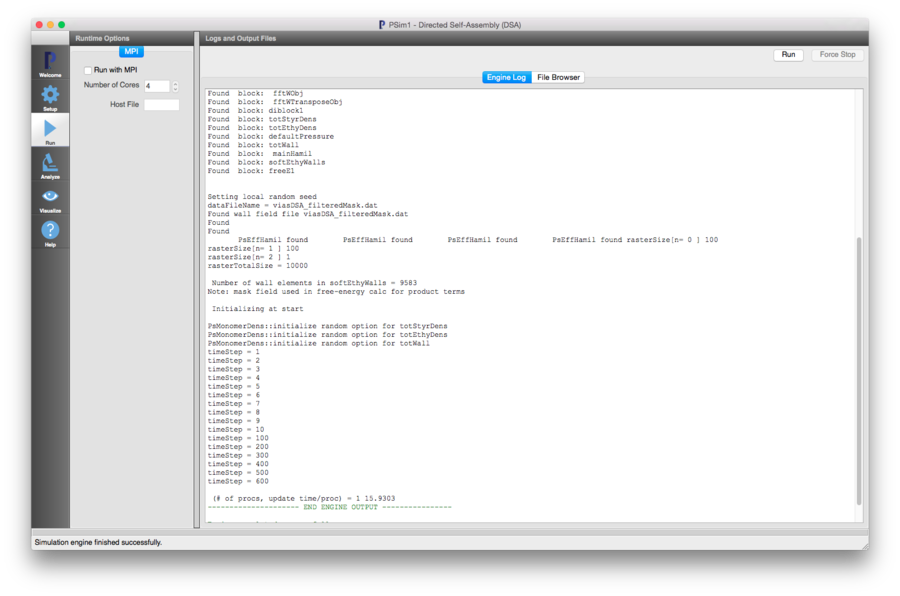 PSim1 - Directed Self-Assembly (DSA)
Runtime Options
Logs and Output Files
MPI
Run
Force Stop
Welcome
Run with MPI
Number of Cores 4
Host File
Engine Log
File Browser
Setup
Run
Analyze
Visualize
Help
Found block: fftWObj
Found block: fftWTransposeObj
Found block: diblock1
Found block: totStyrDens
Found block: totEthyDens
Found block: defaultPressure
Found block: totWall
Found block: mainHamil
Found block: softEthyWalls
Found block: freeE1
Setting local random seed
dataFileName = viasDSA_filteredMask.dat
Found wall field file viasDSA_filteredMask.dat
Found
Found
PsEffHamil found PsEffHamil found PsEffHamil found PsEffHamil found rasterSize[n= 0 ] 100
rasterSize[n= 1 ] 100
rasterSize[n= 2 ] 1
rasterTotalSize = 10000
Number of wall elements in softEthyWalls = 9583
Note: mask field used in free-energy calc for product terms
Initializing at start
PsMonomerDens::initialize random option for totStyrDens
PsMonomerDens::initialize random option for totEthyDens
PsMonomerDens::initialize random option for totWall
timeStep = 1
timeStep = 2
timeStep = 3
timeStep = 4
timeStep = 5
timeStep = 6
timeStep = 7
timeStep = 8
timeStep = 9
timeStep = 10
timeStep = 100
timeStep = 200
timeStep = 300
timeStep = 400
timeStep = 500
timeStep = 600
(# of procs, update time/proc) = 1 15.9303
--------------------- END ENGINE OUTPUT ----------------
Simulation engine finished successfully.